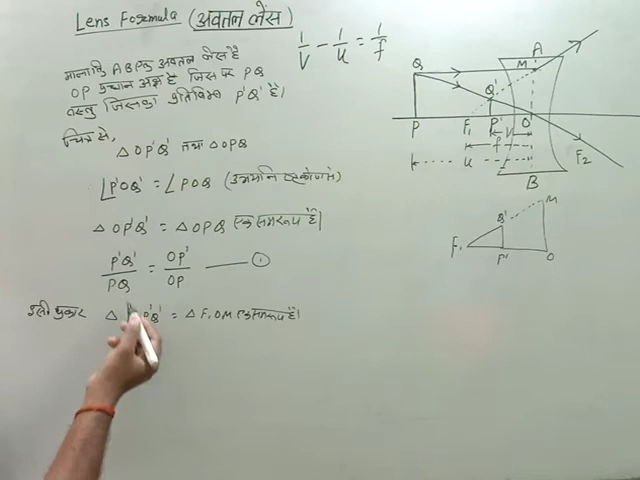 Lens Formula (अवतल लेंस)
1/V - 1/u = 1/f
माना कि AB एक अवतल लेंस है
OP प्रधान अक्ष है जिस पर PQ
वस्तु जिसका प्रतिबिम्ब P'Q' है।
चित्र से,
△ OP'Q' तथा △OPQ
∠P'OQ' = ∠POQ
△ OP'Q' = △OPQ एक समरूप है।
P'Q'/PQ = OP'/OP —— ①
इसी प्रकार △ P'Q' = △ F₁OM एक समरूप है।
A
M
Q
Q'
P
F₁
P'
O
V
f
u
F₂
B
M
Q'
F₁
P'
O